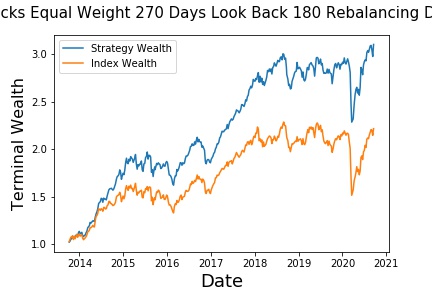 cks Equal Weight 270 Days Look Back 180 Rebalancing D
Strategy Wealth
Index Wealth
Terminal Wealth
3.0
2.5
2.0
1.5
1.0
2014 2015 2016 2017 2018 2019 2020 2021
Date